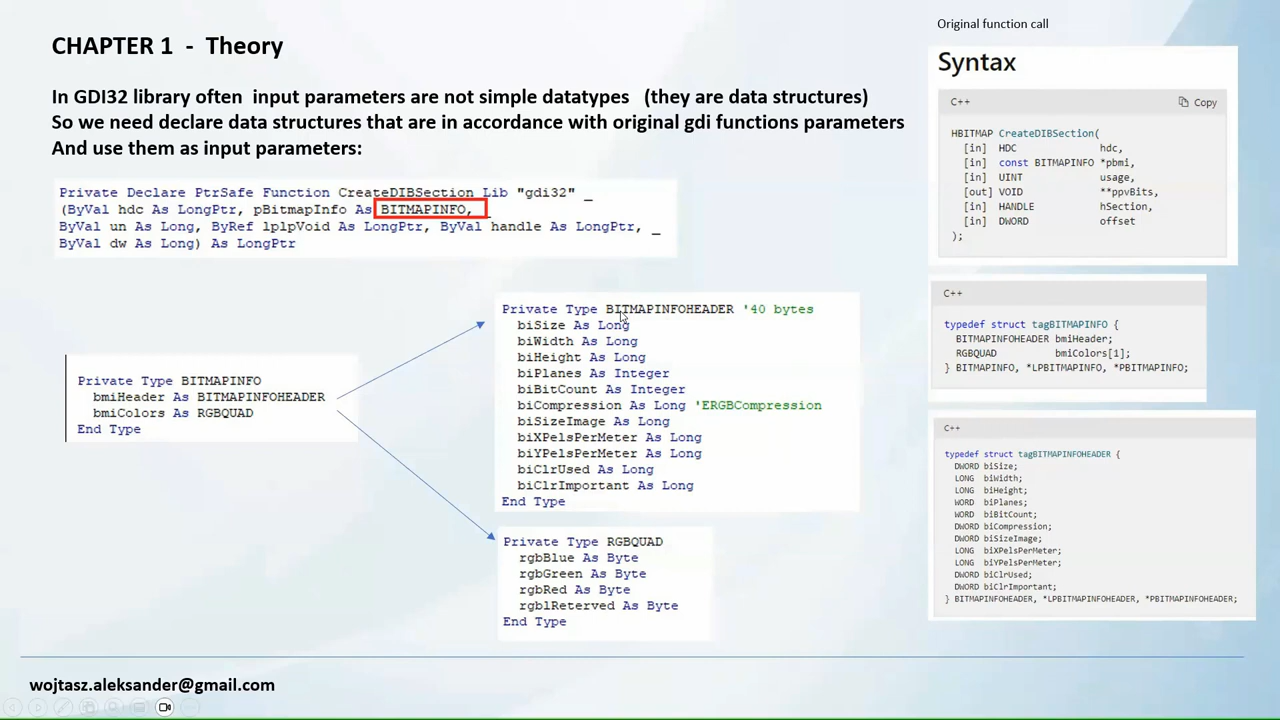 CHAPTER 1 - Theory
In GDI32 library often input parameters are not simple datatypes (they are data structures)
So we need declare data structures that are in accordance with original gdi functions parameters
And use them as input parameters:
Private Declare PtrSafe Function CreateDIBSection Lib "gdi32" _
(ByVal hdc As LongPtr, pBitmapInfo As BITMAPINFO, _
ByVal un As Long, ByRef lplpVoid As LongPtr, ByVal handle As LongPtr, _
ByVal dw As Long) As LongPtr
Private Type BITMAPINFO
bmiHeader As BITMAPINFOHEADER
bmiColors As RGBQUAD
End Type
Private Type BITMAPINFOHEADER '40 bytes
biSize As Long
biWidth As Long
biHeight As Long
biPlanes As Integer
biBitCount As Integer
biCompression As Long 'ERGBCompression
biSizeImage As Long
biXPelsPerMeter As Long
biYPelsPerMeter As Long
biClrUsed As Long
biClrImportant As Long
End Type
Private Type RGBQUAD
rgbBlue As Byte
rgbGreen As Byte
rgbRed As Byte
rgblReterved As Byte
End Type
Original function call
Syntax
C++ Copy
HBITMAP CreateDIBSection(
[in] HDC hdc,
[in] const BITMAPINFO *pbmi,
[in] UINT usage,
[out] VOID **ppvBits,
[in] HANDLE hSection,
[in] DWORD offset
);
C++
typedef struct tagBITMAPINFO {
BITMAPINFOHEADER bmiHeader;
RGBQUAD bmiColors[1];
} BITMAPINFO, *LPBITMAPINFO, *PBITMAPINFO;
C++
typedef struct tagBITMAPINFOHEADER {
DWORD biSize;
LONG biWidth;
LONG biHeight;
WORD biPlanes;
WORD biBitCount;
DWORD biCompression;
DWORD biSizeImage;
LONG biXPelsPerMeter;
LONG biYPelsPerMeter;
DWORD biClrUsed;
DWORD biClrImportant;
} BITMAPINFOHEADER, *LPBITMAPINFOHEADER, *PBITMAPINFOHEADER;
wojtasz.aleksander@gmail.com